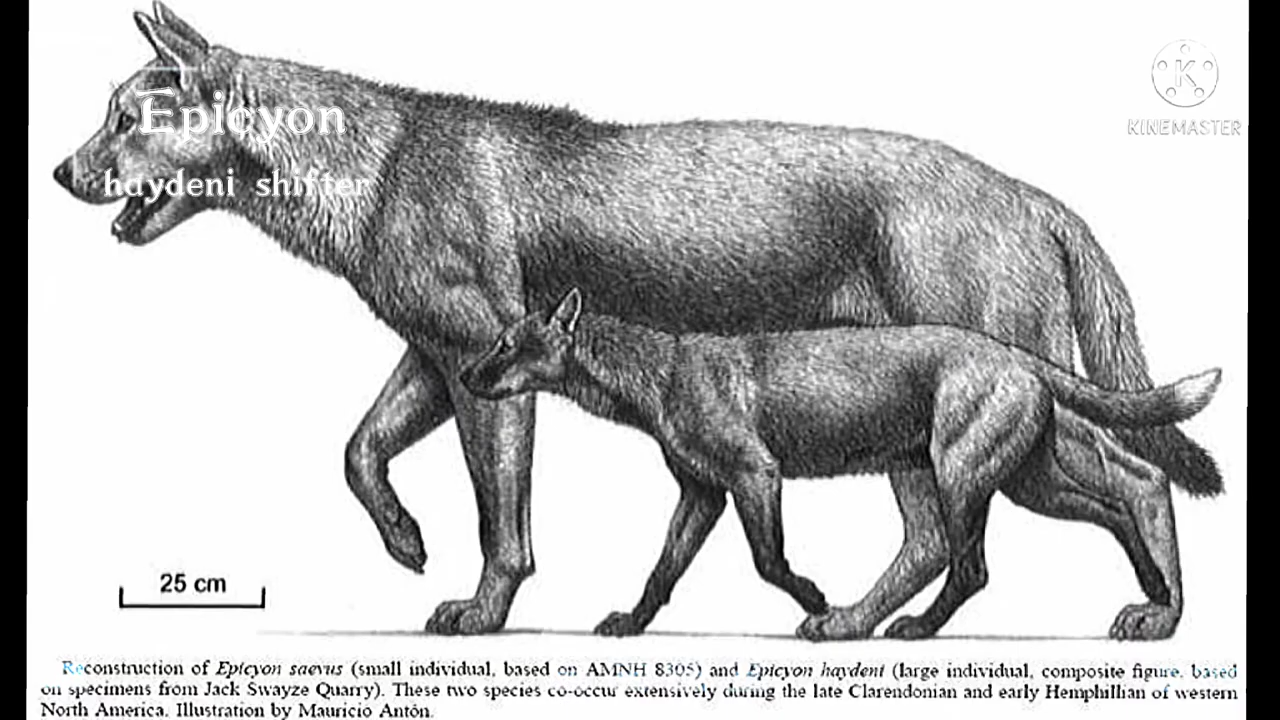 Epicyon
haydeni shifter
KINEMASTER
25 cm
Reconstruction of Epicyon saevus (small individual, based on AMNH 8305) and Epicyon haydeni (large individual, composite figure, based
on specimens from Jack Swayze Quarry). These two species co-occur extensively during the late Clarendonian and early Hemphillian of western
North America. Illustration by Mauricio Antón.